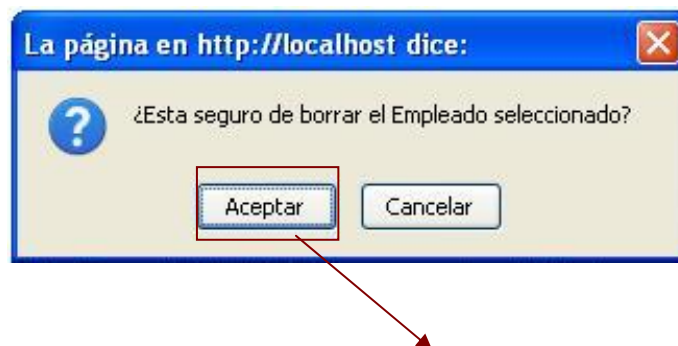 La página en http://localhost dice:
¿Esta seguro de borrar el Empleado seleccionado?
Aceptar
Cancelar